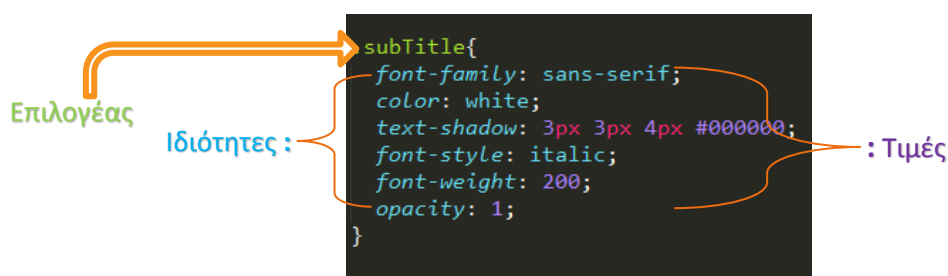 subTitle{
font-family: sans-serif;
color: white;
Επιλογέας
text-shadow: 3px 3px 4px #000000;
Ιδιότητες :
: Τιμές
font-style: italic;
font-weight: 200;
opacity: 1;
}